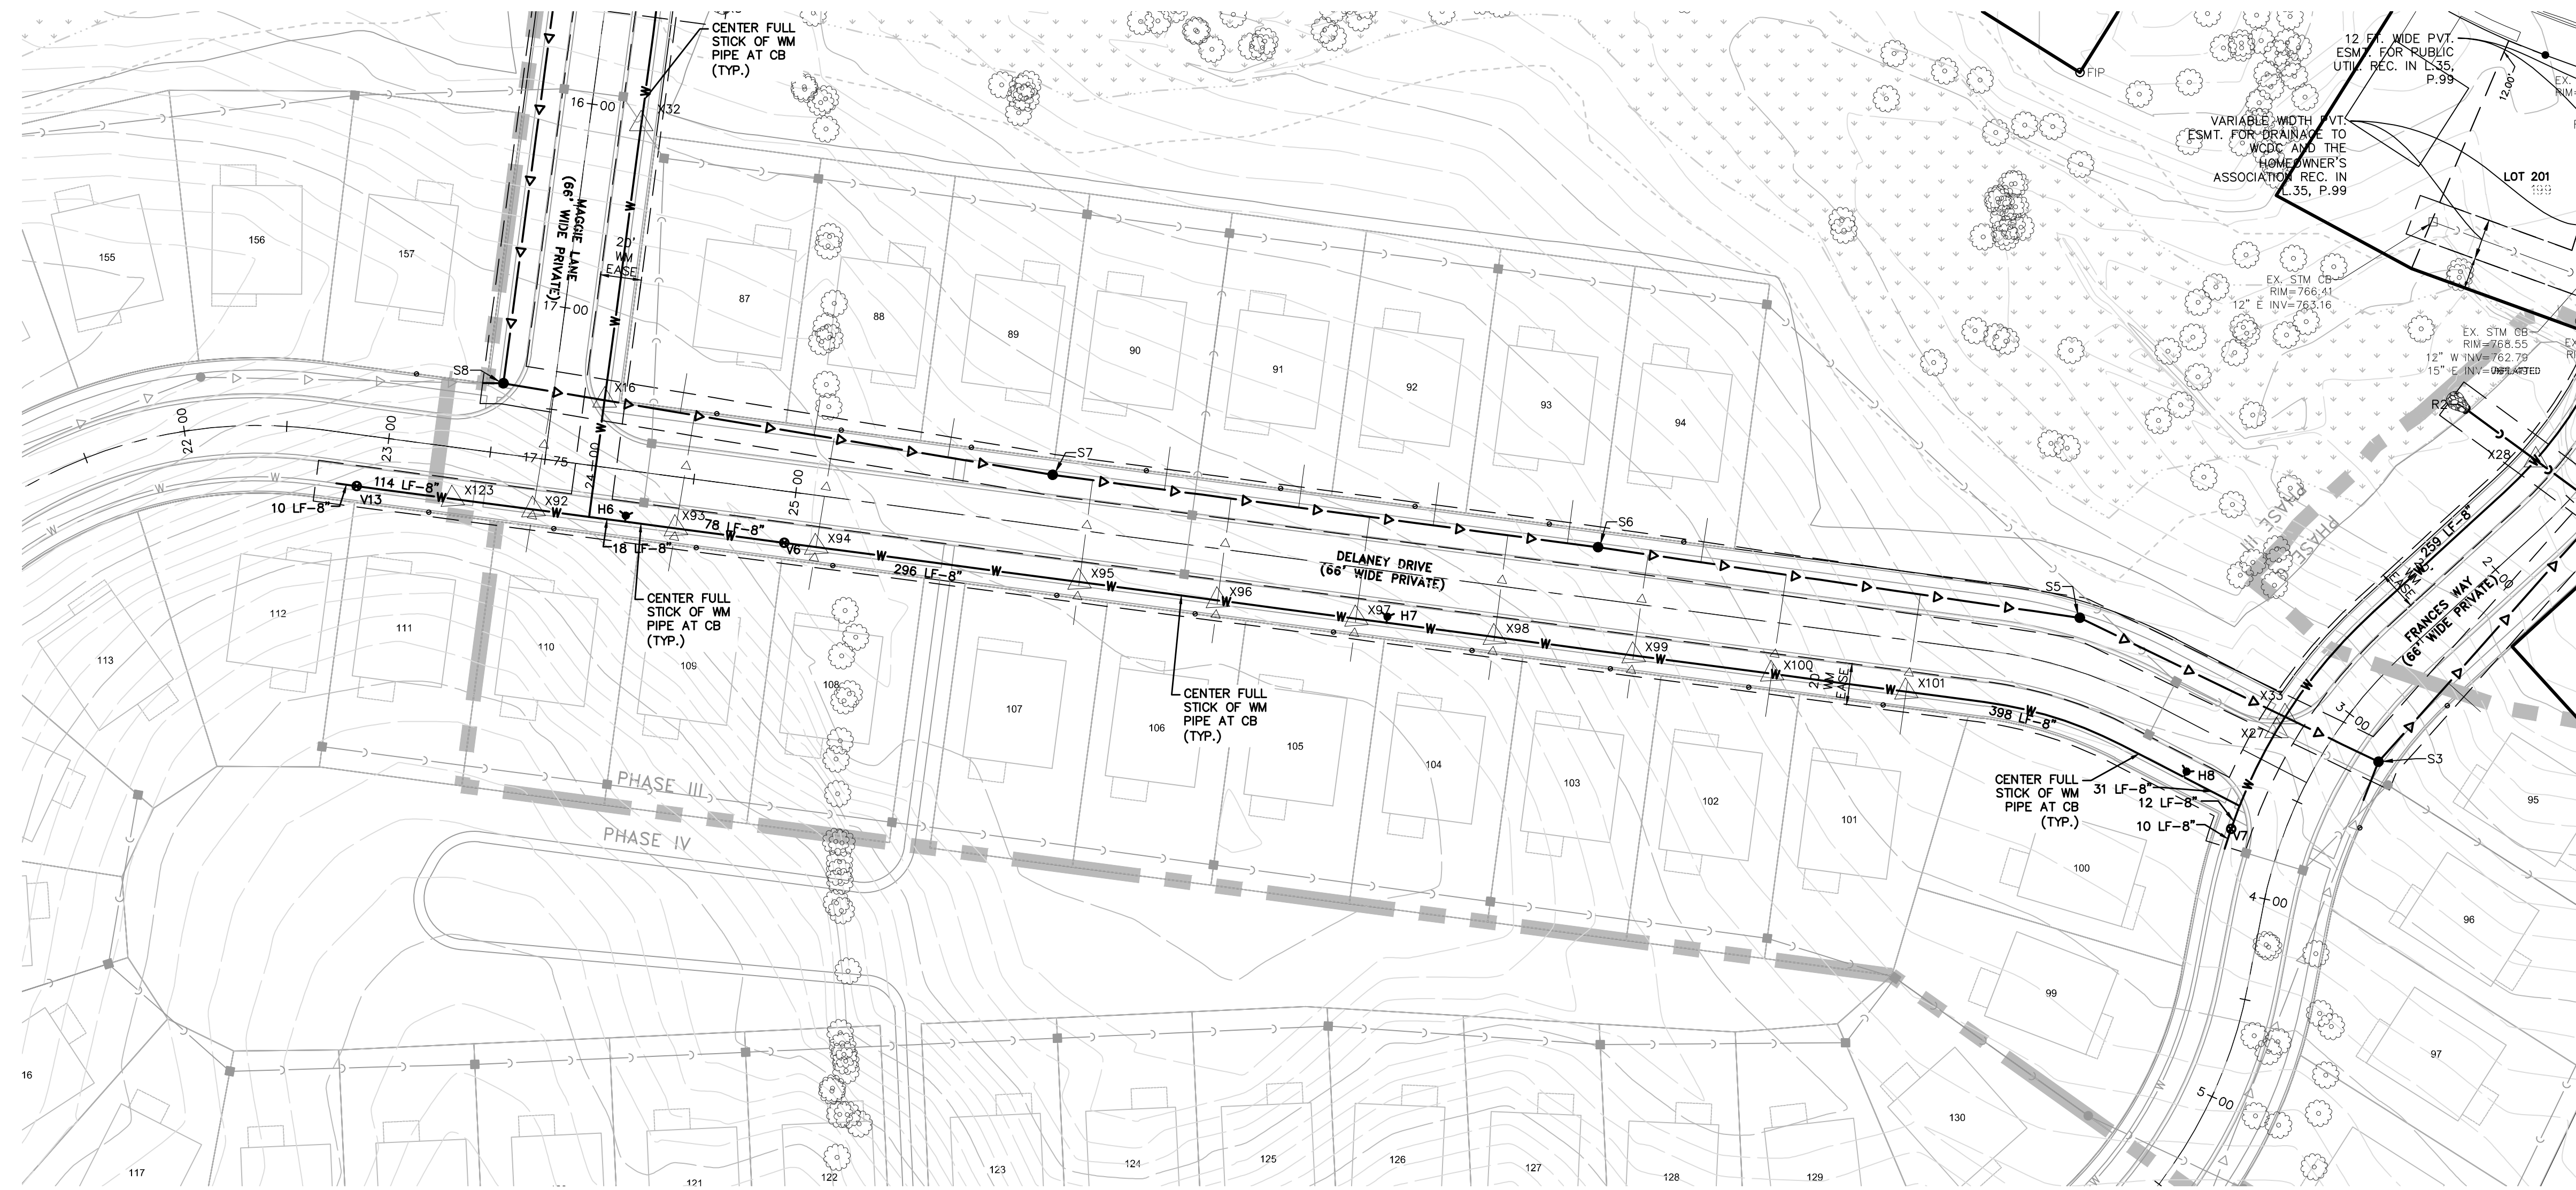 CENTER FULL
STICK OF WM
PIPE AT CB
(TYP.)
16+00
X32
MAGGIE LANE
(66' WIDE PRIVATE)
20'
WM
EASE
17+00
FIP
12 FT. WIDE PVT.
ESMT. FOR PUBLIC
UTIL. REC. IN L.35,
P.99
12.00'
EX.
RIM=
VARIABLE WIDTH PVT.
ESMT. FOR DRAINAGE TO
WCDC AND THE
HOMEOWNER'S
ASSOCIATION REC. IN
L.35, P.99
LOT 201
199
EX. STM CB
RIM=766.41
12" E INV=763.16
EX. STM CB
RIM=768.55
12" W INV=762.79
15" E INV=
R2
X28
155
156
157
87
88
89
90
91
92
93
94
S8
X16
S7
S6
S5
S3
22+00
23+00
24+00
17+75
25+00
114 LF-8"
10 LF-8"
V13
X123
X92
H6
18 LF-8"
X93
78 LF-8"
V6
X94
296 LF-8"
X95
X96
X97
H7
X98
X99
X100
X101
20'
WM
EASE
398 LF-8"
DELANEY DRIVE
(66' WIDE PRIVATE)
CENTER FULL
STICK OF WM
PIPE AT CB
(TYP.)
CENTER FULL
STICK OF WM
PIPE AT CB
(TYP.)
CENTER FULL
STICK OF WM
PIPE AT CB
(TYP.)
H8
31 LF-8"
12 LF-8"
10 LF-8"
V7
X33
X27
259 LF-8"
WM
EASE
FRANCES WAY
(66' WIDE PRIVATE)
2+00
3+00
4+00
5+00
PHASE III
PHASE
PHASE III
PHASE IV
113
112
111
110
109
108
107
106
105
104
103
102
101
100
99
95
96
97
16
117
121
122
123
124
125
126
127
128
129
130